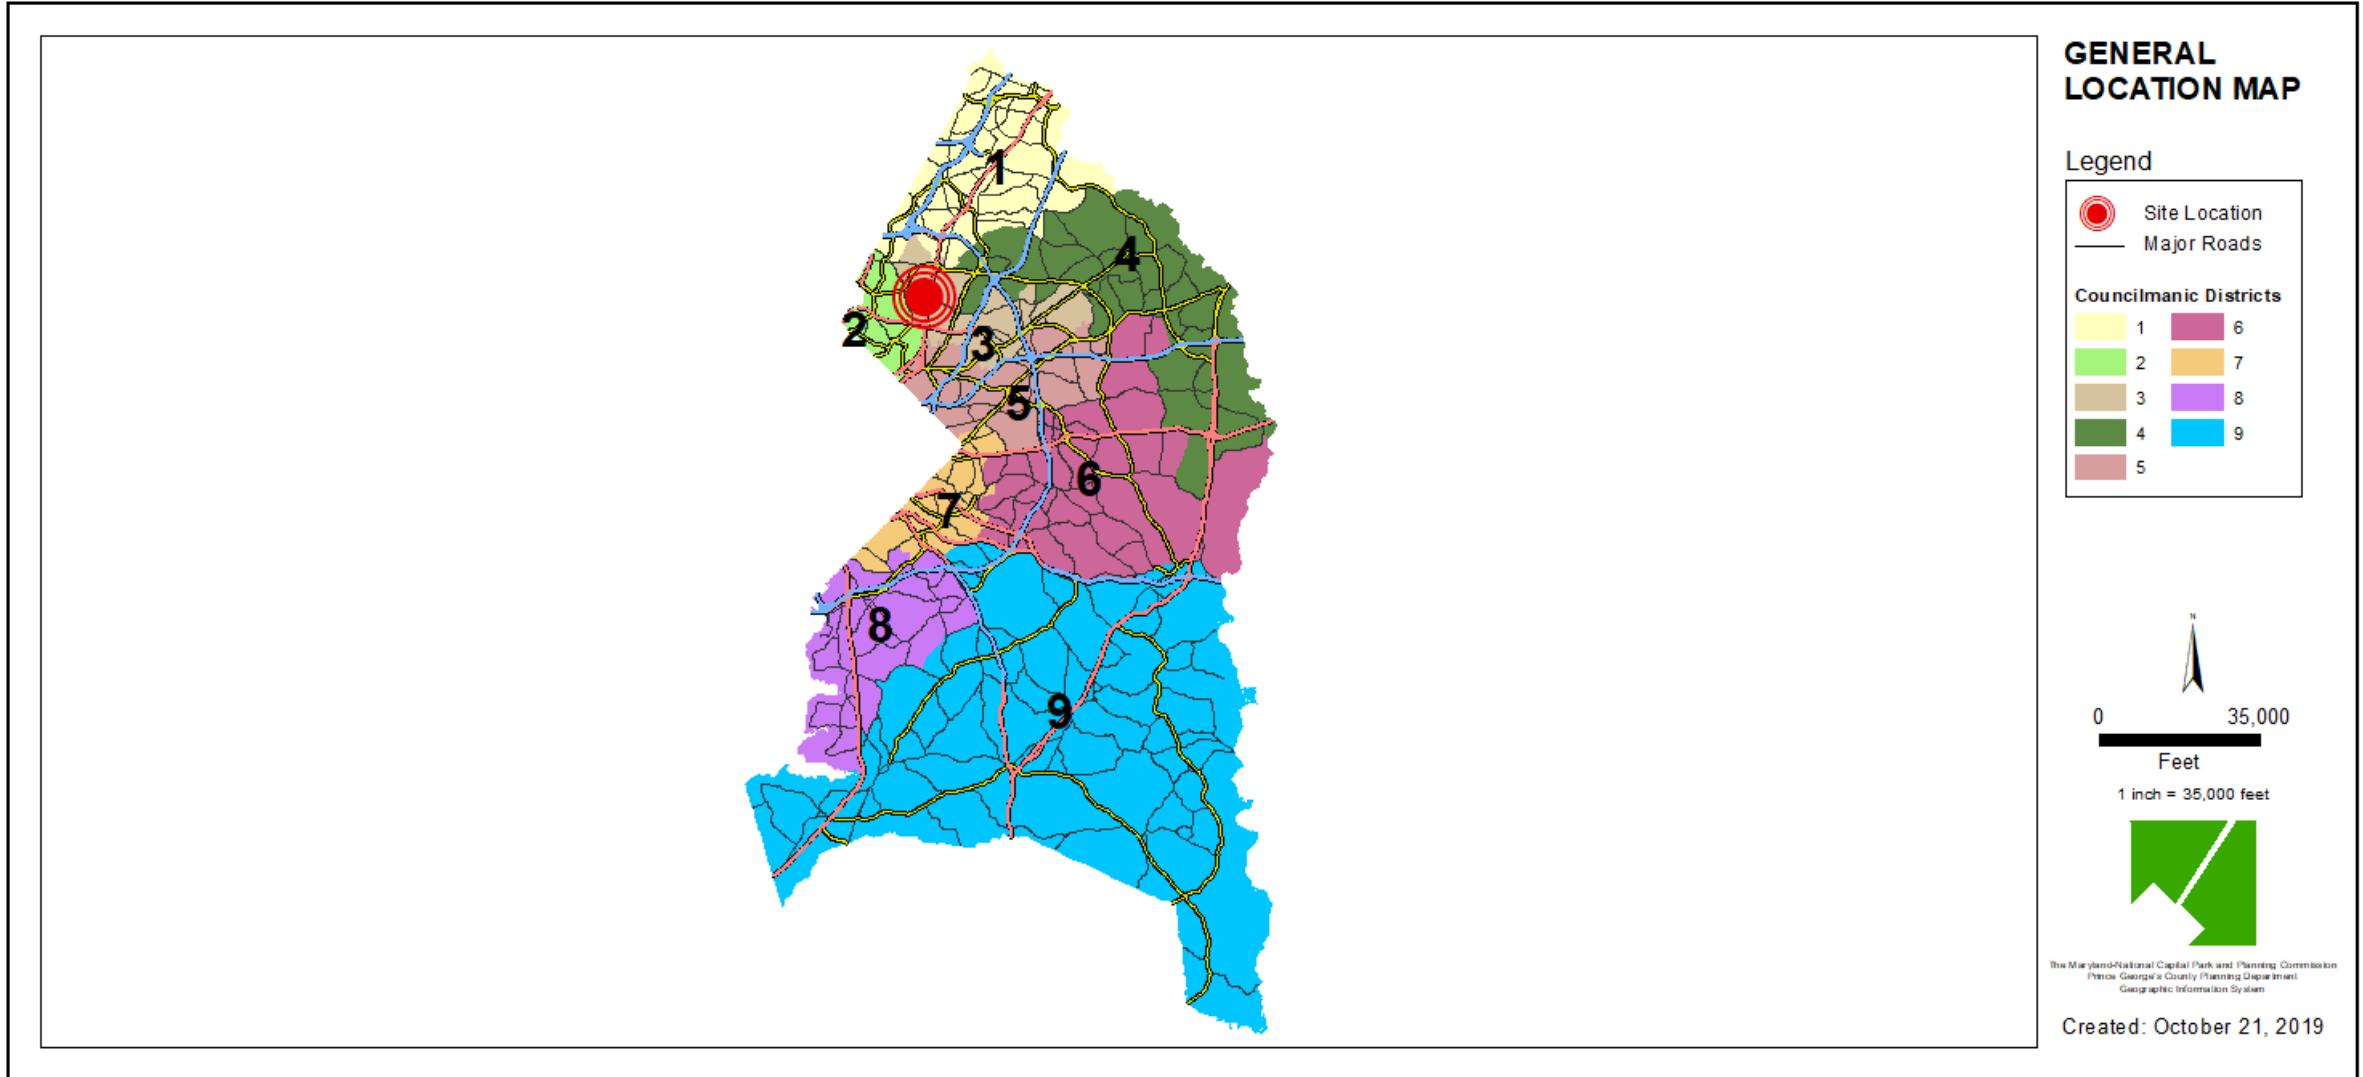 GENERAL
LOCATION MAP
Legend
Site Location
Major Roads
Councilmanic Districts
1 6
2 7
3 8
4 9
5
1
4
2
3
5
6
7
8
9
N
0 35,000
Feet
1 inch = 35,000 feet
The Maryland-National Capital Park and Planning Commission
Prince George's County Planning Department
Geographic Information System
Created: October 21, 2019